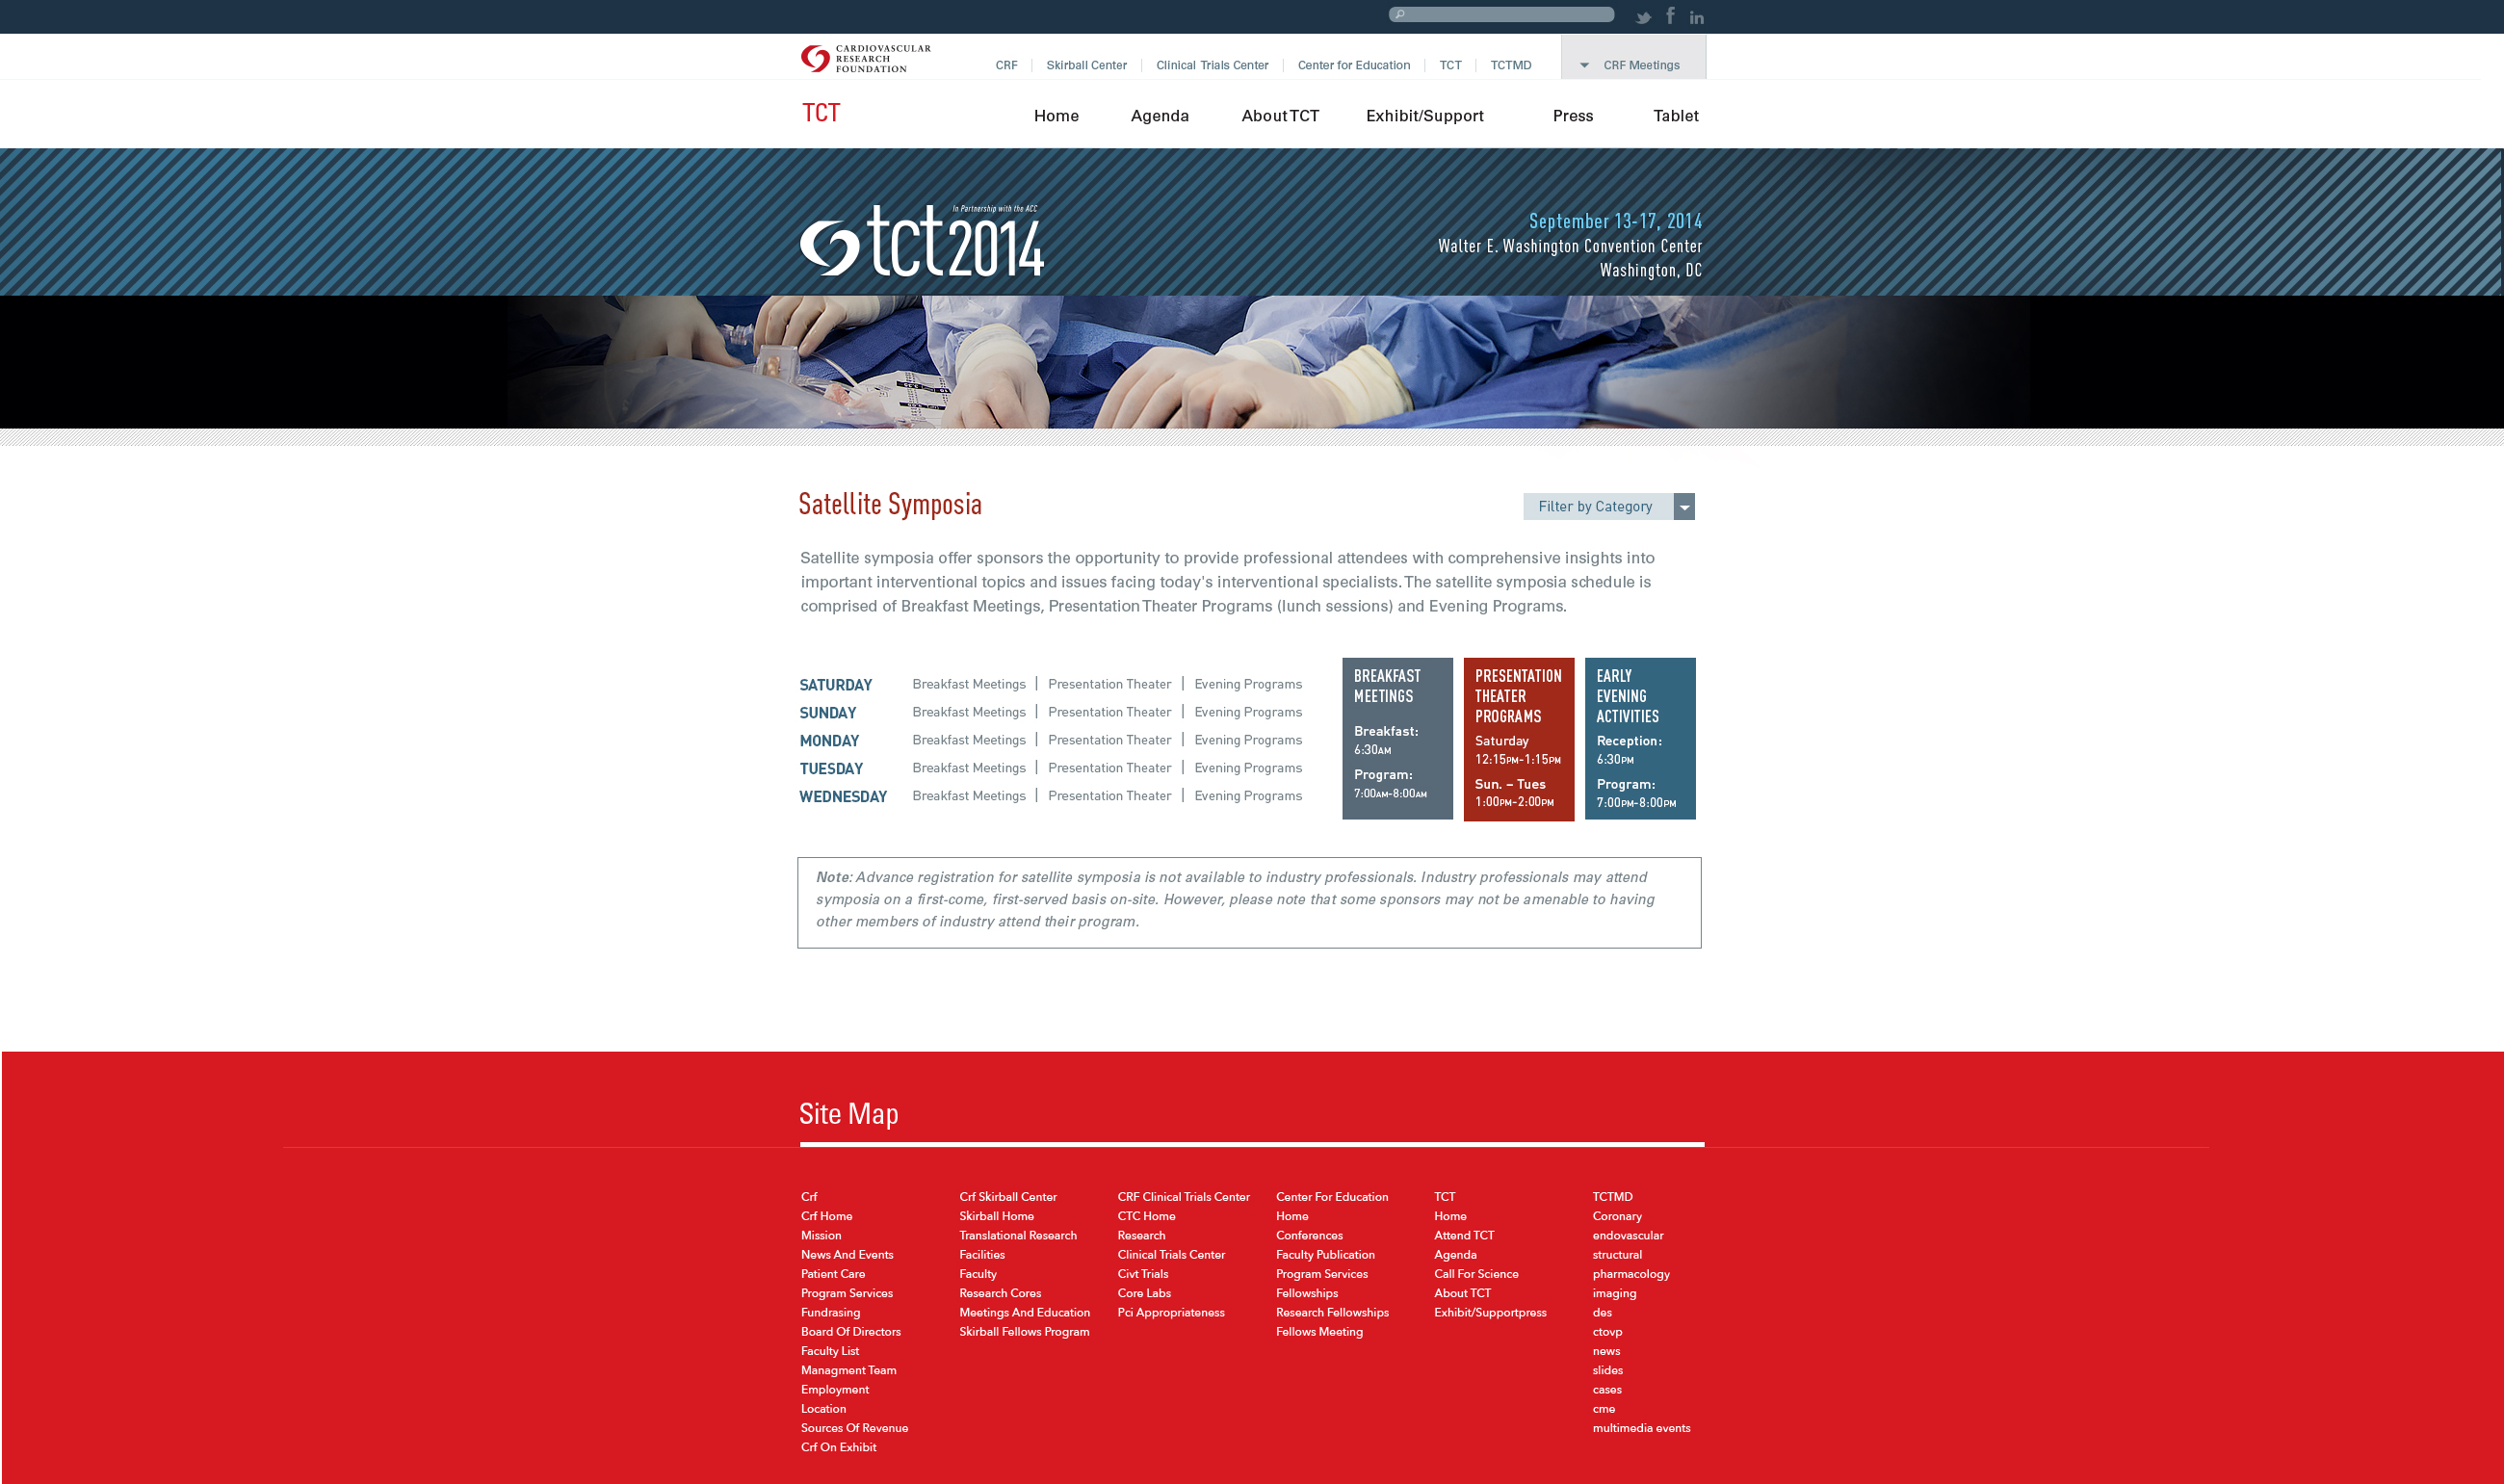 CARDIOVASCULAR
RESEARCH
FOUNDATION
CRF
Skirball Center
Clinical Trials Center
Center for Education
TCT
TCTMD
CRF Meetings
TCT
Home
Agenda
About TCT
Exhibit/Support
Press
Tablet
In Partnership with the ACC
tct2014
September 13-17, 2014
Walter E. Washington Convention Center
Washington, DC
Satellite Symposia
Filter by Category
Satellite symposia offer sponsors the opportunity to provide professional attendees with comprehensive insights into
important interventional topics and issues facing today's interventional specialists. The satellite symposia schedule is
comprised of Breakfast Meetings, Presentation Theater Programs (lunch sessions) and Evening Programs.
SATURDAY Breakfast Meetings | Presentation Theater | Evening Programs
SUNDAY Breakfast Meetings | Presentation Theater | Evening Programs
MONDAY Breakfast Meetings | Presentation Theater | Evening Programs
TUESDAY Breakfast Meetings | Presentation Theater | Evening Programs
WEDNESDAY Breakfast Meetings | Presentation Theater | Evening Programs
BREAKFAST
MEETINGS
Breakfast:
6:30AM
Program:
7:00AM-8:00AM
PRESENTATION
THEATER
PROGRAMS
Saturday
12:15PM-1:15PM
Sun. – Tues
1:00PM-2:00PM
EARLY
EVENING
ACTIVITIES
Reception:
6:30PM
Program:
7:00PM-8:00PM
Note: Advance registration for satellite symposia is not available to industry professionals. Industry professionals may attend
symposia on a first-come, first-served basis on-site. However, please note that some sponsors may not be amenable to having
other members of industry attend their program.
Site Map
Crf
Crf Home
Mission
News And Events
Patient Care
Program Services
Fundrasing
Board Of Directors
Faculty List
Managment Team
Employment
Location
Sources Of Revenue
Crf On Exhibit
Crf Skirball Center
Skirball Home
Translational Research
Facilities
Faculty
Research Cores
Meetings And Education
Skirball Fellows Program
CRF Clinical Trials Center
CTC Home
Research
Clinical Trials Center
Civt Trials
Core Labs
Pci Appropriateness
Center For Education
Home
Conferences
Faculty Publication
Program Services
Fellowships
Research Fellowships
Fellows Meeting
TCT
Home
Attend TCT
Agenda
Call For Science
About TCT
Exhibit/Supportpress
TCTMD
Coronary
endovascular
structural
pharmacology
imaging
des
ctovp
news
slides
cases
cme
multimedia events